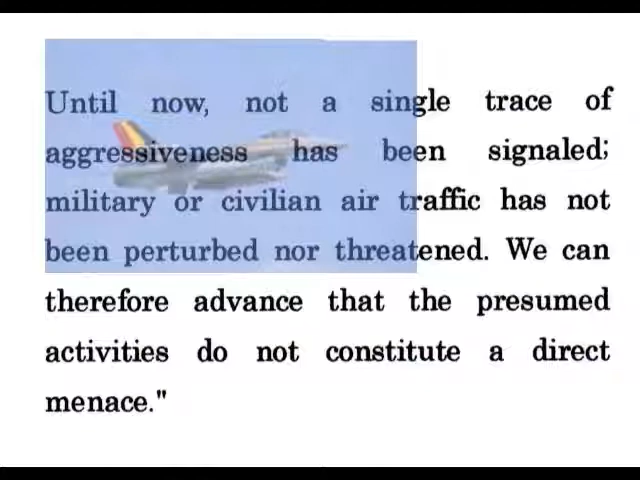 Until now, not a single trace of
aggressiveness has been signaled;
military or civilian air traffic has not
been perturbed nor threatened. We can
therefore advance that the presumed
activities do not constitute a direct
menace."